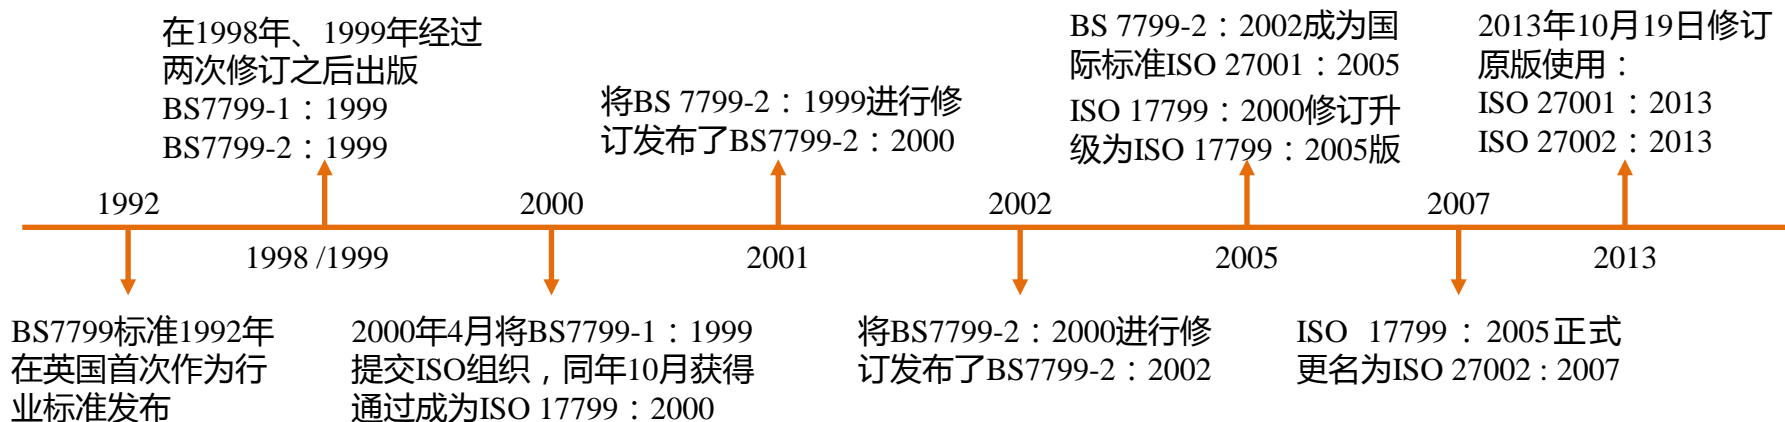 在1998年、1999年经过
两次修订之后出版
BS7799-1：1999
BS7799-2：1999
将BS 7799-2：1999进行修
订发布了BS7799-2：2000
BS 7799-2：2002成为国
际标准ISO 27001：2005
ISO 17799：2000修订升
级为ISO 17799：2005版
2013年10月19日修订
原版使用：
ISO 27001：2013
ISO 27002：2013
1992
2000
2002
2007
1998 /1999
2001
2005
2013
BS7799标准1992年
在英国首次作为行
业标准发布
2000年4月将BS7799-1：1999
提交ISO组织，同年10月获得
通过成为ISO 17799：2000
将BS7799-2：2000进行修
订发布了BS7799-2：2002
ISO 17799：2005正式
更名为ISO 27002 : 2007